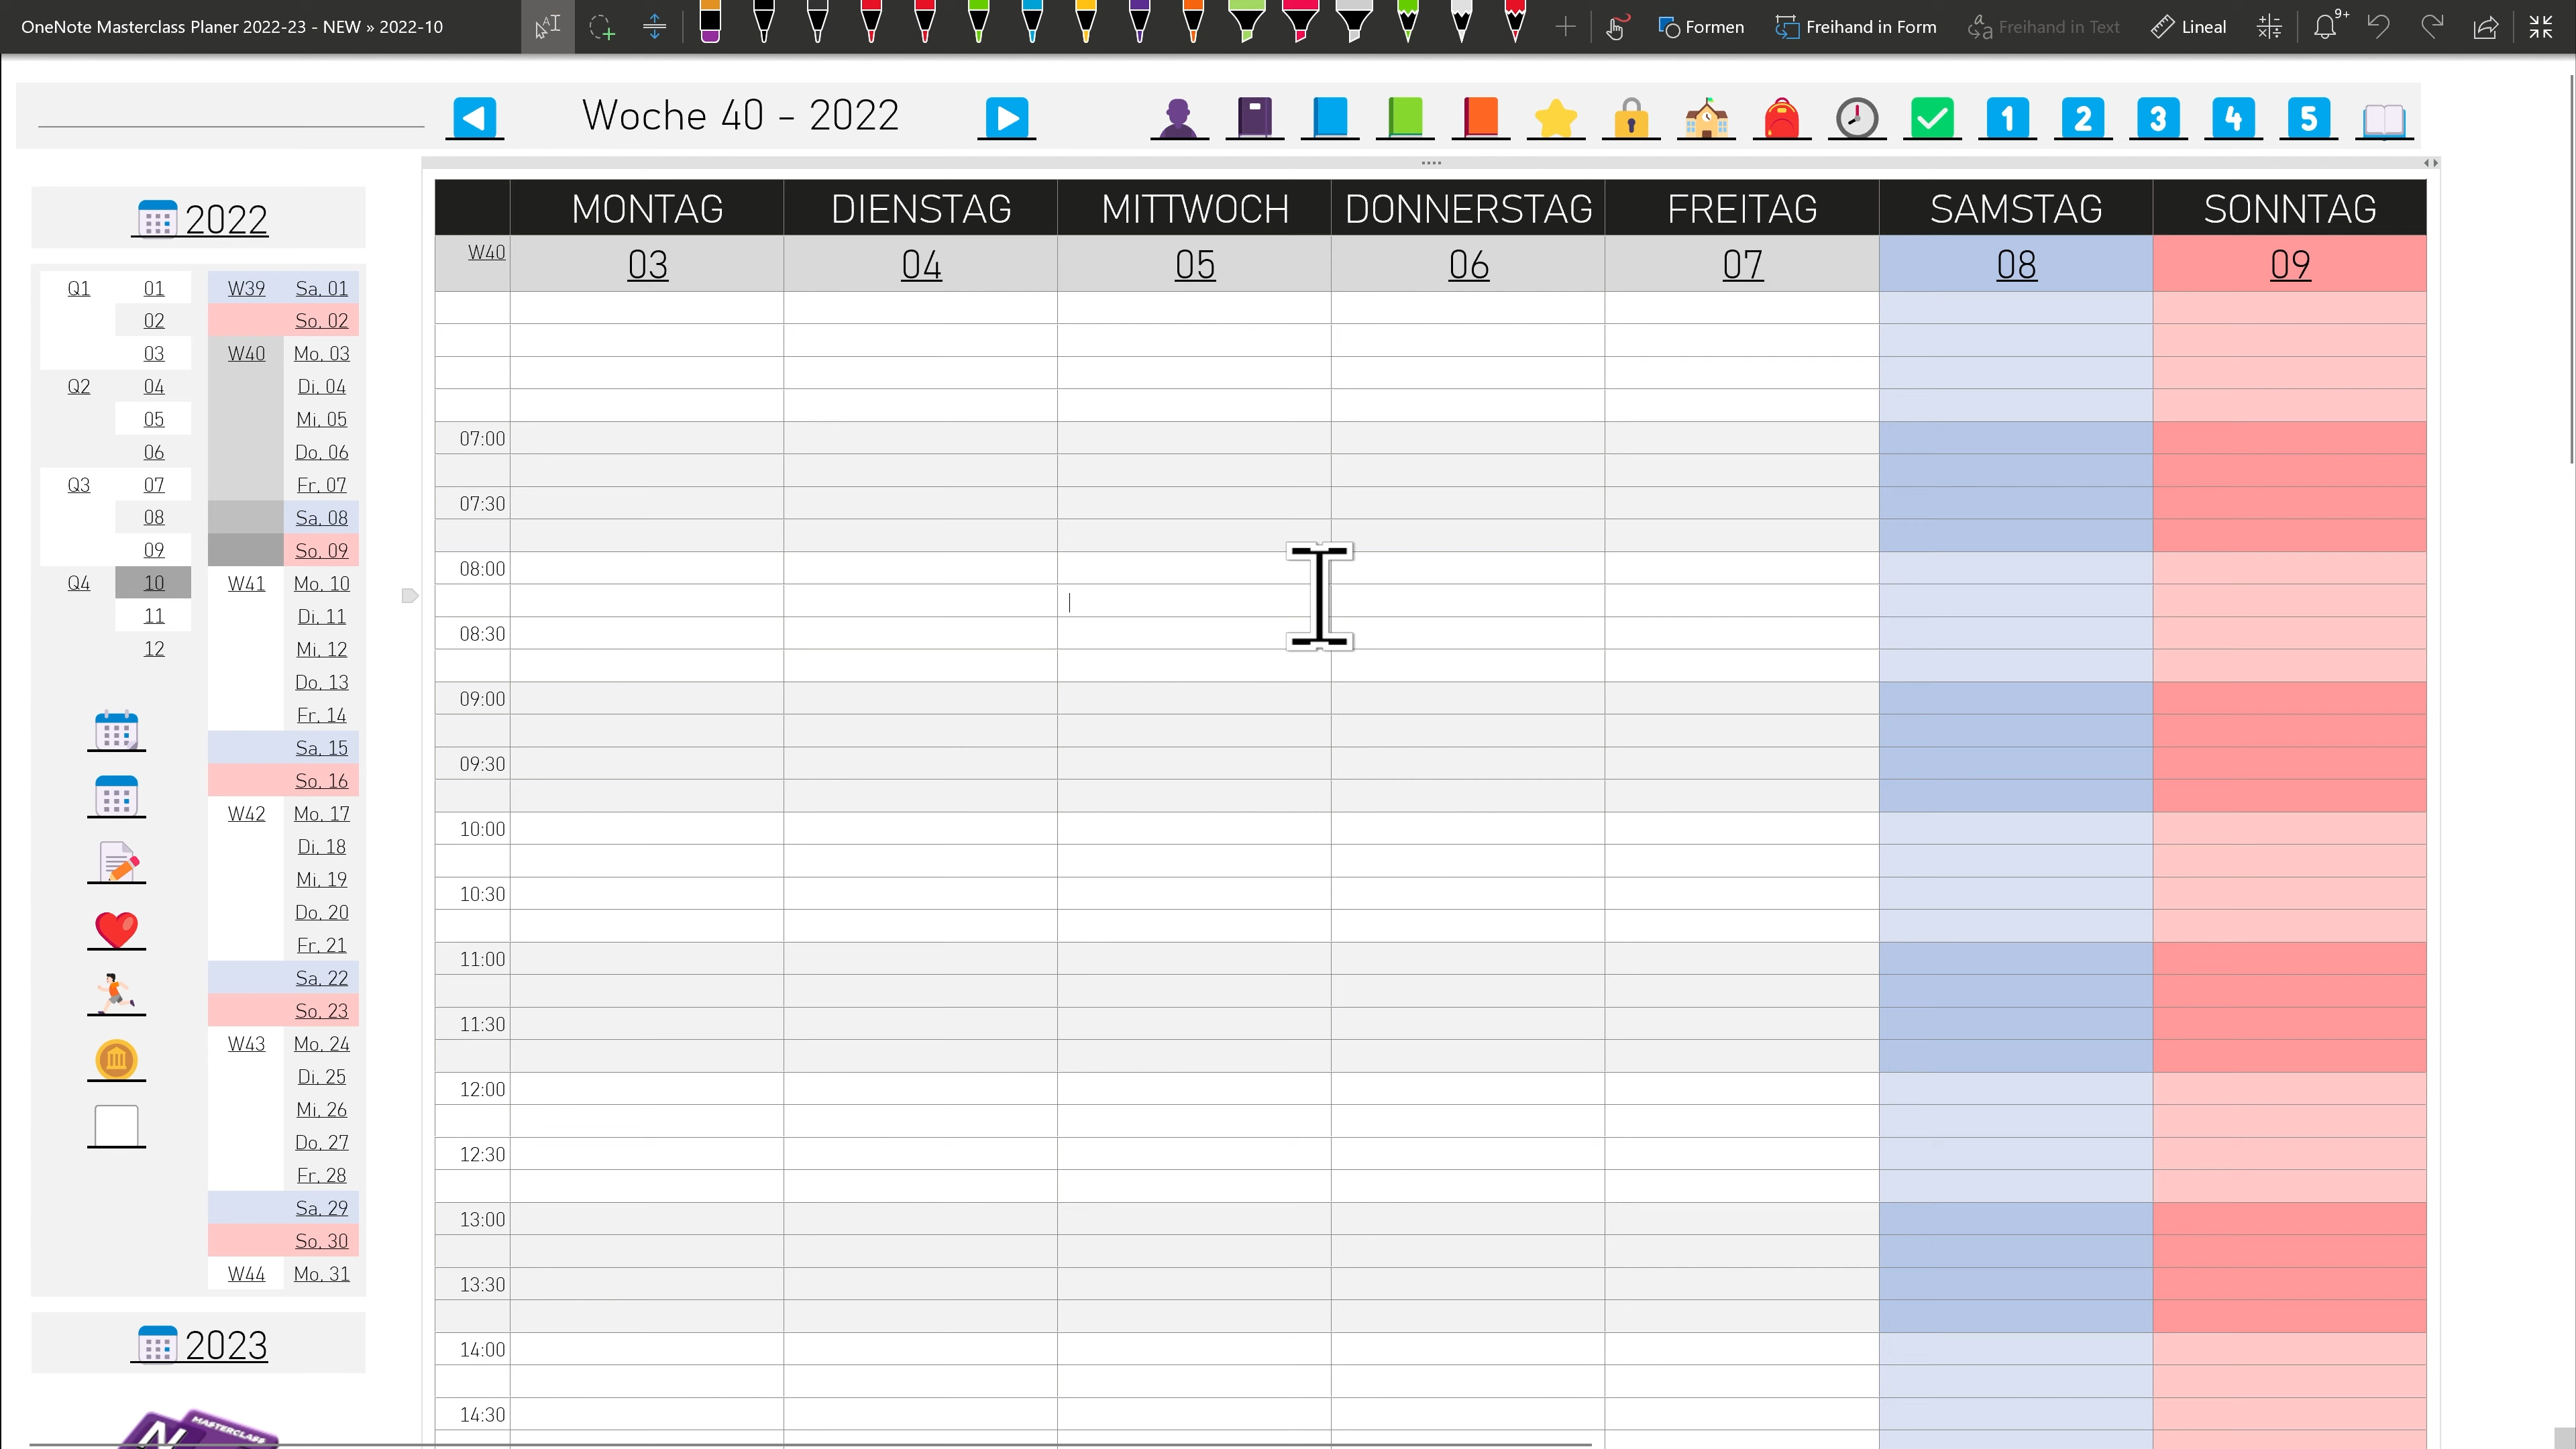 OneNote Masterclass Planer 2022-23 - NEW » 2022-10
Formen
Freihand in Form
Freihand in Text
Lineal
9+
Woche 40 - 2022
1 2 3 4 5
2022
Q1 01 W39 Sa, 01
02 So, 02
03 W40 Mo, 03
Q2 04 Di, 04
05 Mi, 05
06 Do, 06
Q3 07 Fr, 07
08 Sa, 08
09 So, 09
Q4 10 W41 Mo, 10
11 Di, 11
12 Mi, 12
Do, 13
Fr, 14
Sa, 15
So, 16
W42 Mo, 17
Di, 18
Mi, 19
Do, 20
Fr, 21
Sa, 22
So, 23
W43 Mo, 24
Di, 25
Mi, 26
Do, 27
Fr, 28
Sa, 29
So, 30
W44 Mo, 31
2023
N
MASTERCLASS
MONTAG DIENSTAG MITTWOCH DONNERSTAG FREITAG SAMSTAG SONNTAG
W40 03 04 05 06 07 08 09
07:00
07:30
08:00
08:30
09:00
09:30
10:00
10:30
11:00
11:30
12:00
12:30
13:00
13:30
14:00
14:30